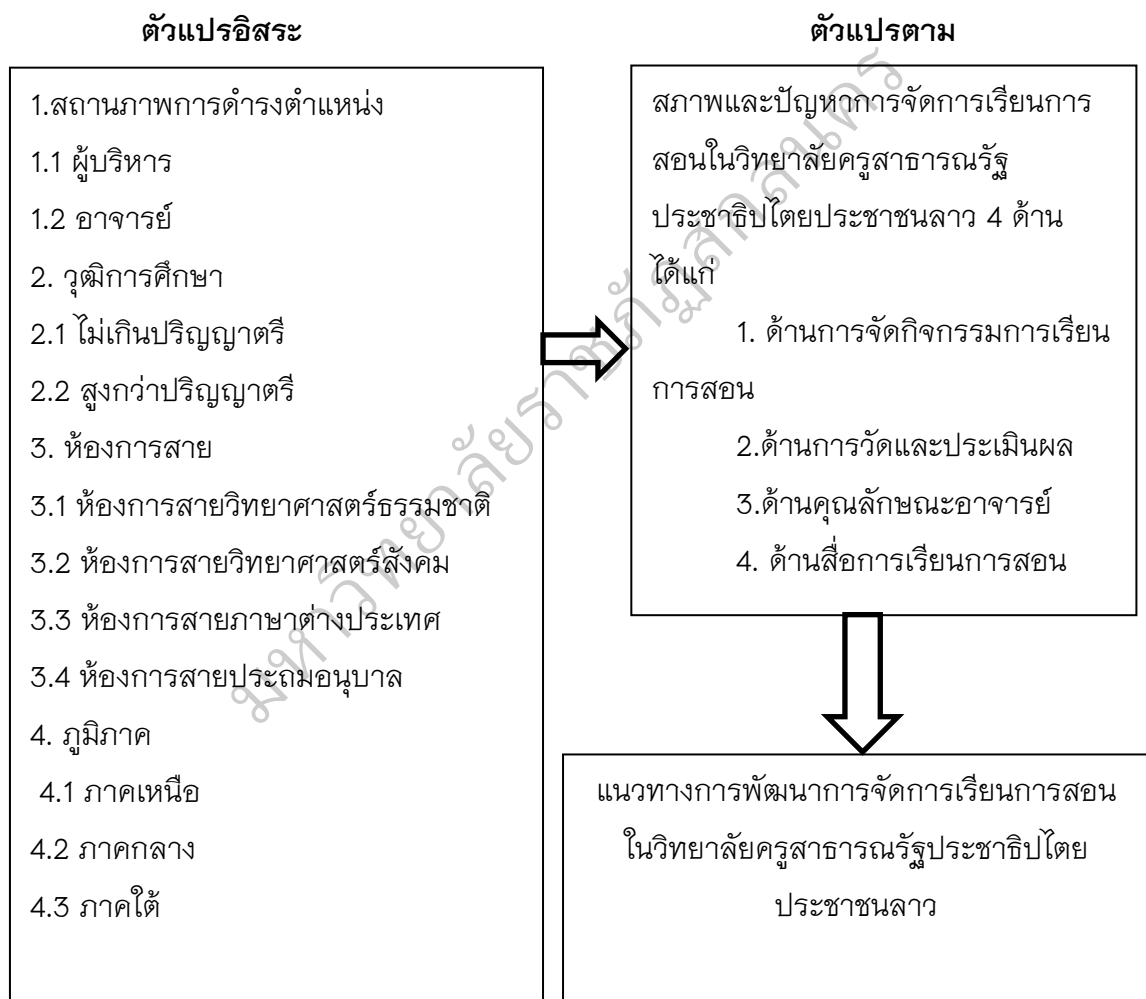 ตัวแปรอิสระ
1.สถานภาพการดำรงตำแหน่ง
1.1 ผู้บริหาร
1.2 อาจารย์
2. วุฒิการศึกษา
2.1 ไม่เกินปริญญาตรี
2.2 สูงกว่าปริญญาตรี
3. ห้องการสาย
3.1 ห้องการสายวิทยาศาสตร์ธรรมชาติ
3.2 ห้องการสายวิทยาศาสตร์สังคม
3.3 ห้องการสายภาษาต่างประเทศ
3.4 ห้องการสายประถมอนุบาล
4. ภูมิภาค
4.1 ภาคเหนือ
4.2 ภาคกลาง
4.3 ภาคใต้
ตัวแปรตาม
สภาพและปัญหาการจัดการเรียนการ
สอนในวิทยาลัยครูสาธารณรัฐ
ประชาธิปไตยประชาชนลาว 4 ด้าน
ได้แก่
1. ด้านการจัดกิจกรรมการเรียน
การสอน
2.ด้านการวัดและประเมินผล
3.ด้านคุณลักษณะอาจารย์
4. ด้านสื่อการเรียนการสอน
แนวทางการพัฒนาการจัดการเรียนการสอน
ในวิทยาลัยครูสาธารณรัฐประชาธิปไตย
ประชาชนลาว
มหาวิทยาลัยราชภัฏสกลนคร